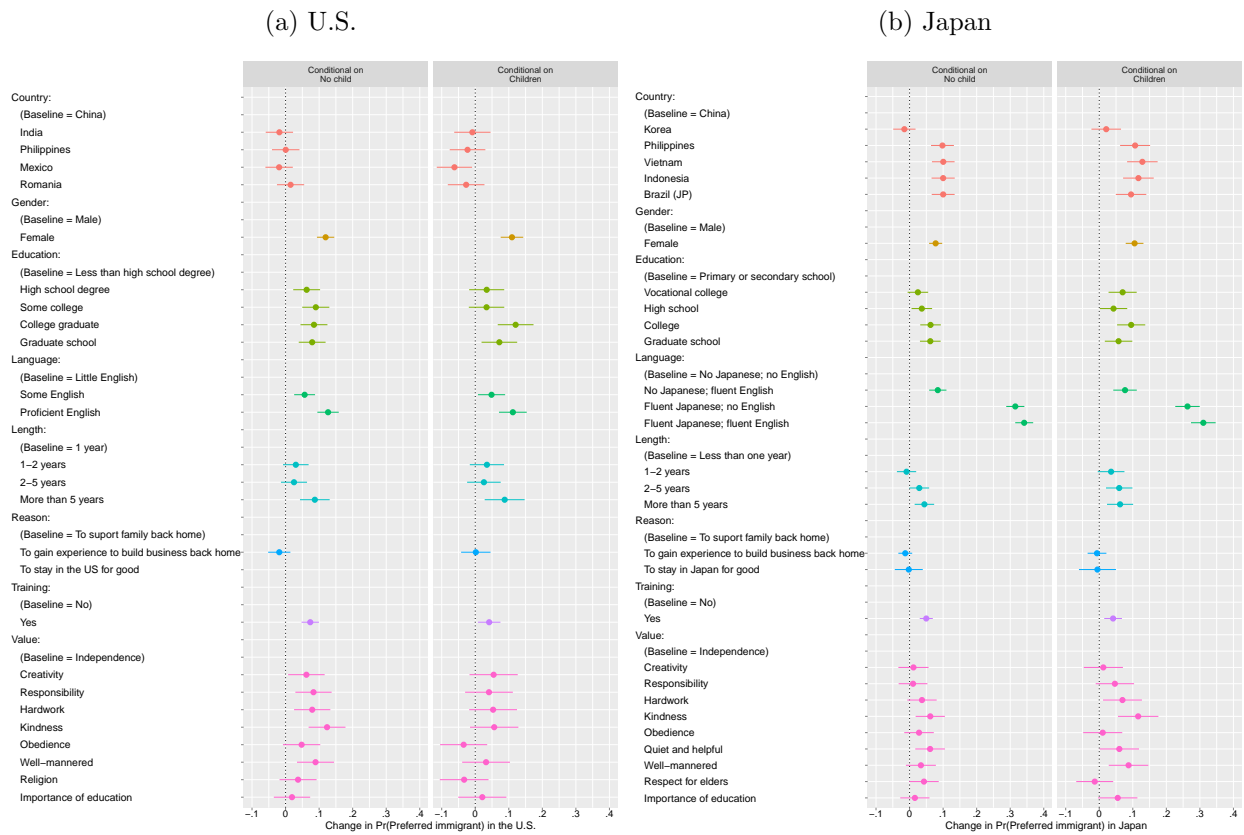 (a) U.S.
Conditional on
No child
Conditional on
Children
Country:
(Baseline = China)
India
Philippines
Mexico
Romania
Gender:
(Baseline = Male)
Female
Education:
(Baseline = Less than high school degree)
High school degree
Some college
College graduate
Graduate school
Language:
(Baseline = Little English)
Some English
Proficient English
Length:
(Baseline = 1 year)
1−2 years
2−5 years
More than 5 years
Reason:
(Baseline = To suport family back home)
To gain experience to build business back home
To stay in the US for good
Training:
(Baseline = No)
Yes
Value:
(Baseline = Independence)
Creativity
Responsibility
Hardwork
Kindness
Obedience
Well−mannered
Religion
Importance of education
−.1 0 .1 .2 .3 .4 −.1 0 .1 .2 .3 .4
Change in Pr(Preferred immigrant) in the U.S.
(b) Japan
Conditional on
No child
Conditional on
Children
Country:
(Baseline = China)
Korea
Philippines
Vietnam
Indonesia
Brazil (JP)
Gender:
(Baseline = Male)
Female
Education:
(Baseline = Primary or secondary school)
Vocational college
High school
College
Graduate school
Language:
(Baseline = No Japanese; no English)
No Japanese; fluent English
Fluent Japanese; no English
Fluent Japanese; fluent English
Length:
(Baseline = Less than one year)
1−2 years
2−5 years
More than 5 years
Reason:
(Baseline = To suport family back home)
To gain experience to build business back home
To stay in Japan for good
Training:
(Baseline = No)
Yes
Value:
(Baseline = Independence)
Creativity
Responsibility
Hardwork
Kindness
Obedience
Quiet and helpful
Well−mannered
Respect for elders
Importance of education
−.1 0 .1 .2 .3 .4 −.1 0 .1 .2 .3 .4
Change in Pr(Preferred immigrant) in Japan